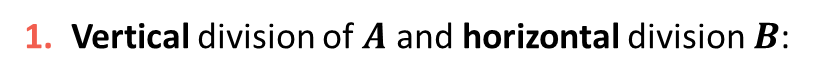 1. Vertical division of A and horizontal division B: